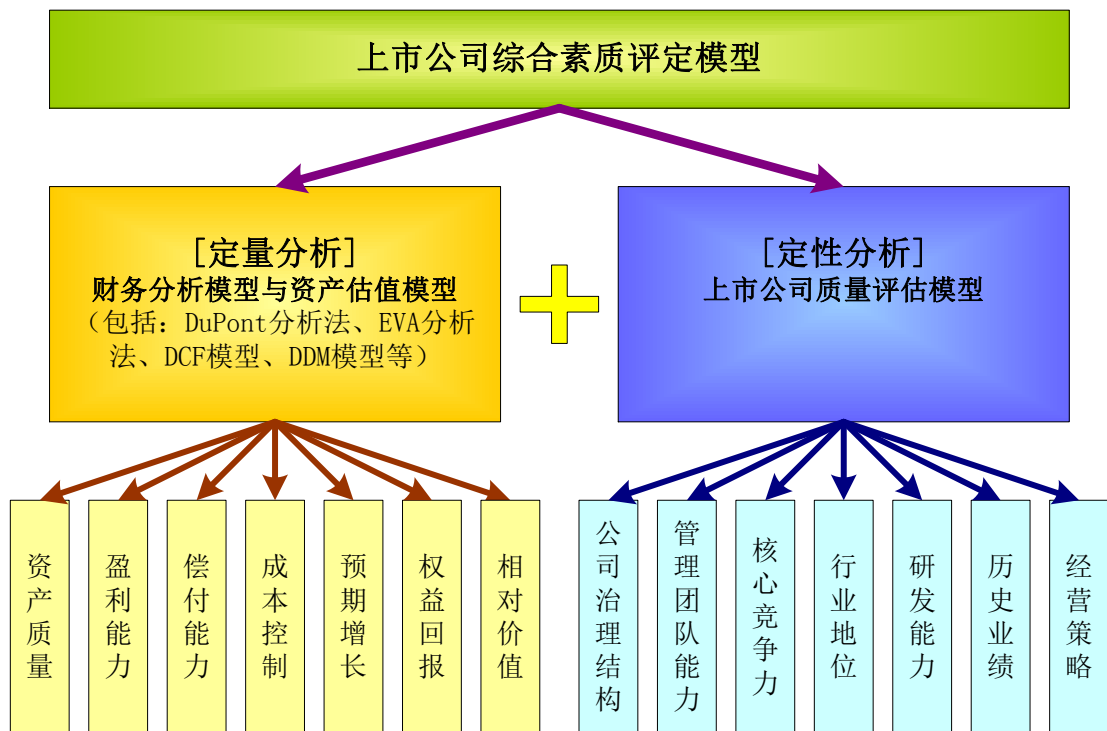 上市公司综合素质评定模型
[定量分析]
财务分析模型与资产估值模型
（包括：DuPont分析法、EVA分析
法、DCF模型、DDM模型等）
[定性分析]
上市公司质量评估模型
资产质量
盈利能力
偿付能力
成本控制
预期增长
权益回报
相对价值
公司治理结构
管理团队能力
核心竞争力
行业地位
研发能力
历史业绩
经营策略